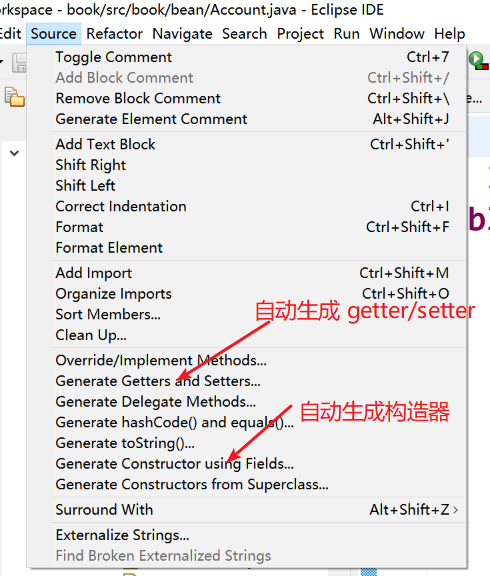 rkspace - book/src/book/bean/Account.java - Eclipse IDE
Edit Source Refactor Navigate Search Project Run Window Help
Toggle Comment Ctrl+7
Add Block Comment Ctrl+Shift+/
Remove Block Comment Ctrl+Shift+\
Generate Element Comment Alt+Shift+J
Add Text Block Ctrl+Shift+'
Shift Right
Shift Left
Correct Indentation Ctrl+I
Format Ctrl+Shift+F
Format Element
Add Import Ctrl+Shift+M
Organize Imports Ctrl+Shift+O
Sort Members...
自动生成 getter/setter
Clean Up...
Override/Implement Methods...
Generate Getters and Setters...
Generate Delegate Methods...
自动生成构造器
Generate hashCode() and equals()...
Generate toString()...
Generate Constructor using Fields...
Generate Constructors from Superclass...
Surround With Alt+Shift+Z >
Externalize Strings...
Find Broken Externalized Strings